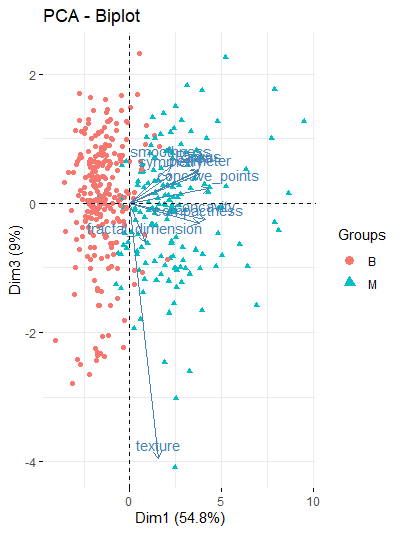 PCA - Biplot
2
smoothness
symmetry
concave_points
0
concavity
compactness
fractal_dimension
Groups
B
M
Dim3 (9%)
-2
texture
-4
0
5
10
Dim1 (54.8%)